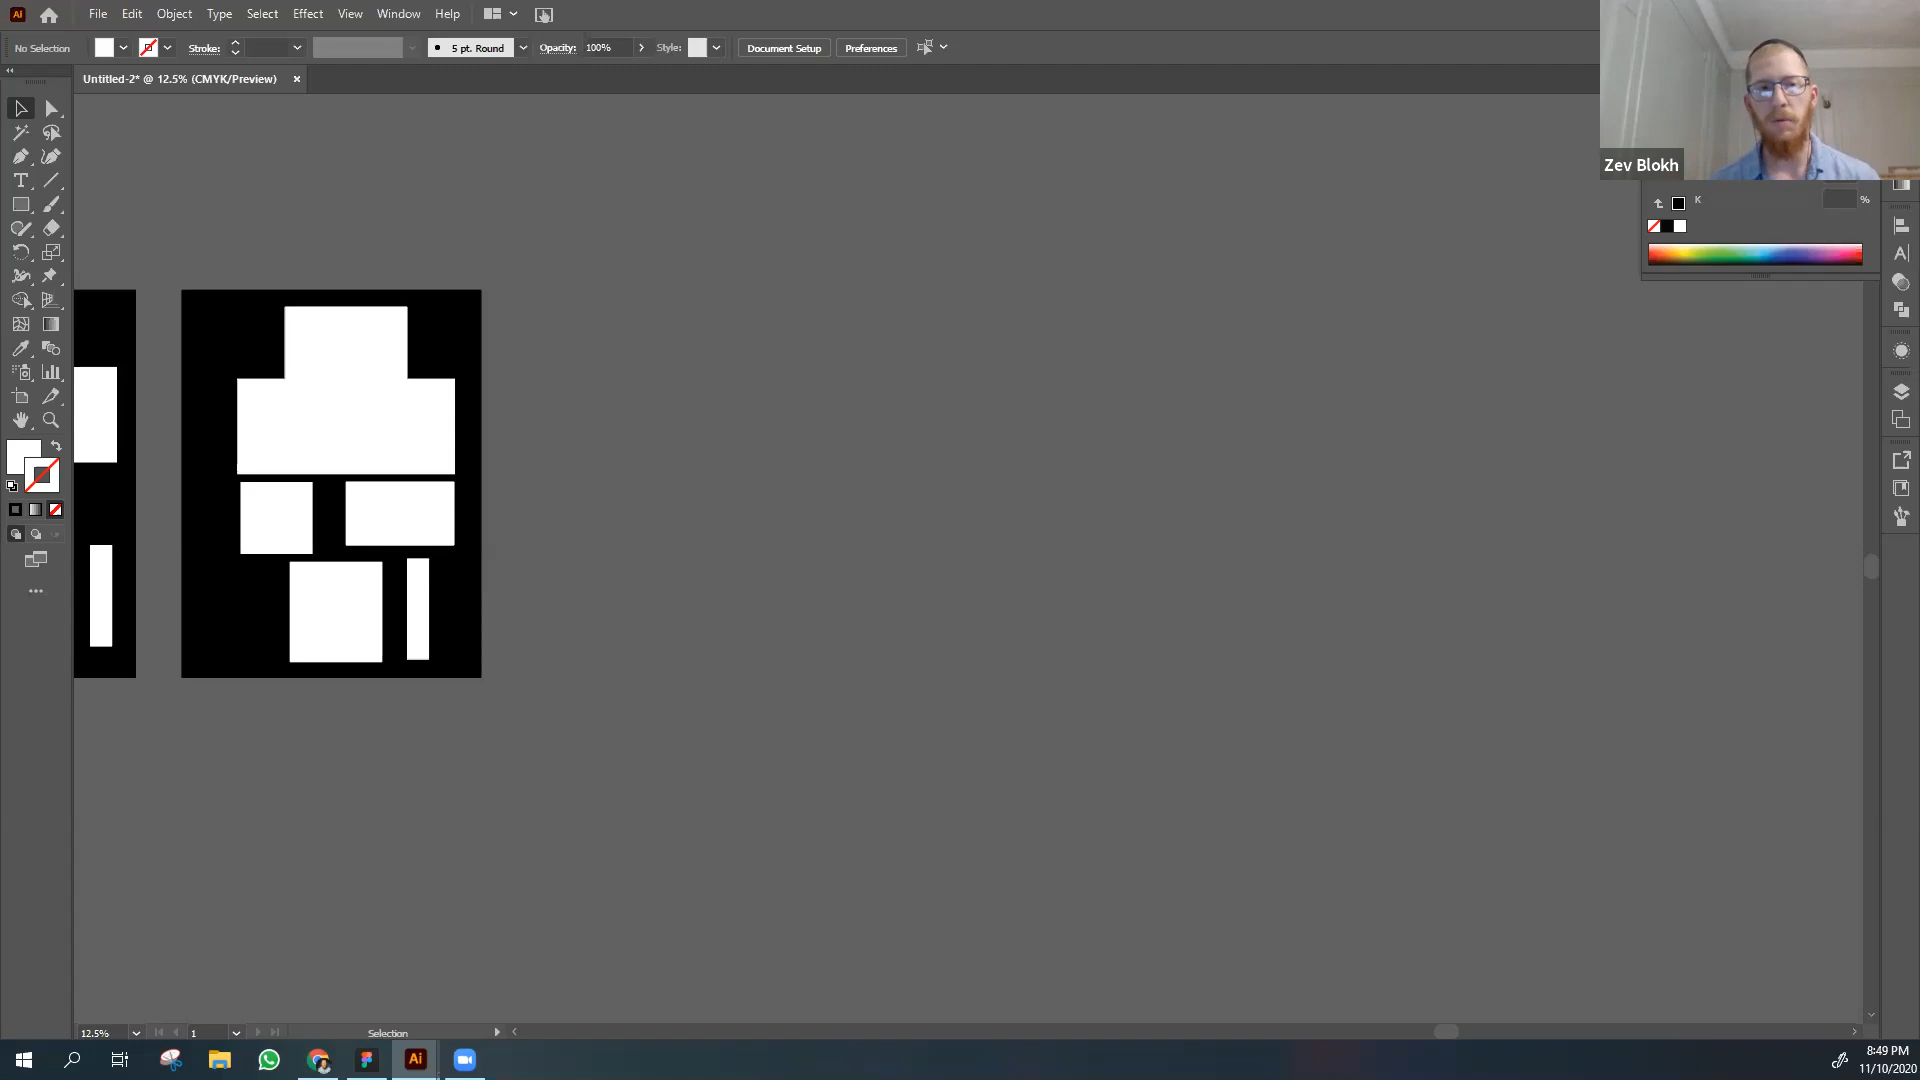 Ai File Edit Object Type Select Effect View Window Help
No Selection Stroke: 5 pt. Round Opacity: 100% Style: Document Setup Preferences
Untitled-2* @ 12.5% (CMYK/Preview) ×
Zev Blokh
K %
12.5% 1 Selection
Ai
8:49 PM
11/10/2020